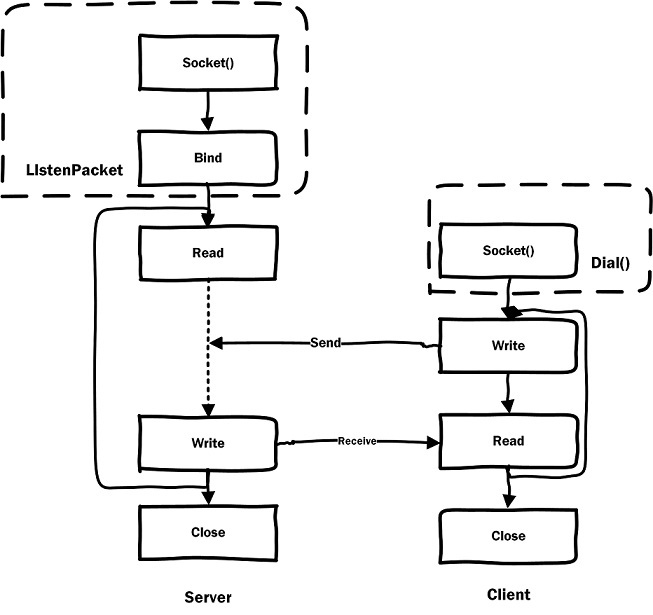 Socket()
Bind
LIstenPacket
Read
Socket()
Dial()
Send
Write
Write
Receive
Read
Close
Close
Server
Client